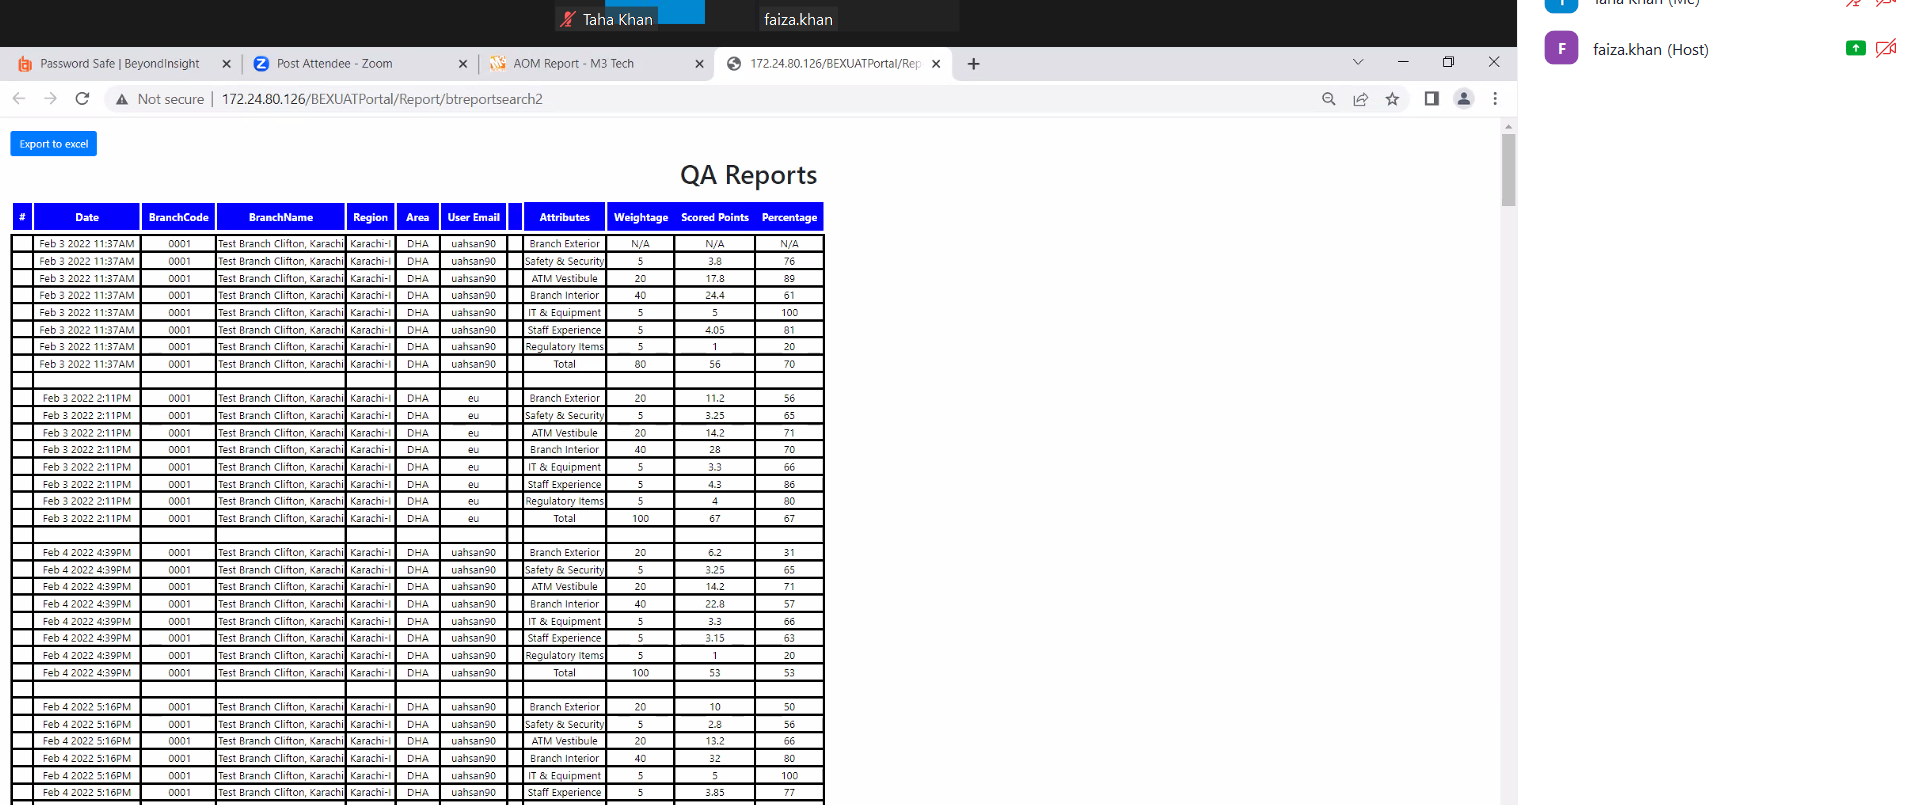 Taha Khan faiza.khan
F faiza.khan (Host)
Password Safe | BeyondInsight Post Attendee - Zoom AOM Report - M3 Tech 172.24.80.126/BEXUATPortal/Rep
Not secure 172.24.80.126/BEXUATPortal/Report/btreportsearch2
Export to excel
QA Reports
# Date BranchCode BranchName Region Area User Email Attributes Weightage Scored Points Percentage
Feb 3 2022 11:37AM 0001 Test Branch Clifton, Karachi Karachi-I DHA uahsan90 Branch Exterior N/A N/A N/A
Feb 3 2022 11:37AM 0001 Test Branch Clifton, Karachi Karachi-I DHA uahsan90 Safety & Security 5 3.8 76
Feb 3 2022 11:37AM 0001 Test Branch Clifton, Karachi Karachi-I DHA uahsan90 ATM Vestibule 20 17.8 89
Feb 3 2022 11:37AM 0001 Test Branch Clifton, Karachi Karachi-I DHA uahsan90 Branch Interior 40 24.4 61
Feb 3 2022 11:37AM 0001 Test Branch Clifton, Karachi Karachi-I DHA uahsan90 IT & Equipment 5 5 100
Feb 3 2022 11:37AM 0001 Test Branch Clifton, Karachi Karachi-I DHA uahsan90 Staff Experience 5 4.05 81
Feb 3 2022 11:37AM 0001 Test Branch Clifton, Karachi Karachi-I DHA uahsan90 Regulatory Items 5 1 20
Feb 3 2022 11:37AM 0001 Test Branch Clifton, Karachi Karachi-I DHA uahsan90 Total 80 56 70
Feb 3 2022 2:11PM 0001 Test Branch Clifton, Karachi Karachi-I DHA eu Branch Exterior 20 11.2 56
Feb 3 2022 2:11PM 0001 Test Branch Clifton, Karachi Karachi-I DHA eu Safety & Security 5 3.25 65
Feb 3 2022 2:11PM 0001 Test Branch Clifton, Karachi Karachi-I DHA eu ATM Vestibule 20 14.2 71
Feb 3 2022 2:11PM 0001 Test Branch Clifton, Karachi Karachi-I DHA eu Branch Interior 40 28 70
Feb 3 2022 2:11PM 0001 Test Branch Clifton, Karachi Karachi-I DHA eu IT & Equipment 5 3.3 66
Feb 3 2022 2:11PM 0001 Test Branch Clifton, Karachi Karachi-I DHA eu Staff Experience 5 4.3 86
Feb 3 2022 2:11PM 0001 Test Branch Clifton, Karachi Karachi-I DHA eu Regulatory Items 5 4 80
Feb 3 2022 2:11PM 0001 Test Branch Clifton, Karachi Karachi-I DHA eu Total 100 67 67
Feb 4 2022 4:39PM 0001 Test Branch Clifton, Karachi Karachi-I DHA uahsan90 Branch Exterior 20 6.2 31
Feb 4 2022 4:39PM 0001 Test Branch Clifton, Karachi Karachi-I DHA uahsan90 Safety & Security 5 3.25 65
Feb 4 2022 4:39PM 0001 Test Branch Clifton, Karachi Karachi-I DHA uahsan90 ATM Vestibule 20 14.2 71
Feb 4 2022 4:39PM 0001 Test Branch Clifton, Karachi Karachi-I DHA uahsan90 Branch Interior 40 22.8 57
Feb 4 2022 4:39PM 0001 Test Branch Clifton, Karachi Karachi-I DHA uahsan90 IT & Equipment 5 3.3 66
Feb 4 2022 4:39PM 0001 Test Branch Clifton, Karachi Karachi-I DHA uahsan90 Staff Experience 5 3.15 63
Feb 4 2022 4:39PM 0001 Test Branch Clifton, Karachi Karachi-I DHA uahsan90 Regulatory Items 5 1 20
Feb 4 2022 4:39PM 0001 Test Branch Clifton, Karachi Karachi-I DHA uahsan90 Total 100 53 53
Feb 4 2022 5:16PM 0001 Test Branch Clifton, Karachi Karachi-I DHA uahsan90 Branch Exterior 20 10 50
Feb 4 2022 5:16PM 0001 Test Branch Clifton, Karachi Karachi-I DHA uahsan90 Safety & Security 5 2.8 56
Feb 4 2022 5:16PM 0001 Test Branch Clifton, Karachi Karachi-I DHA uahsan90 ATM Vestibule 20 13.2 66
Feb 4 2022 5:16PM 0001 Test Branch Clifton, Karachi Karachi-I DHA uahsan90 Branch Interior 40 32 80
Feb 4 2022 5:16PM 0001 Test Branch Clifton, Karachi Karachi-I DHA uahsan90 IT & Equipment 5 5 100
Feb 4 2022 5:16PM 0001 Test Branch Clifton, Karachi Karachi-I DHA uahsan90 Staff Experience 5 3.85 77